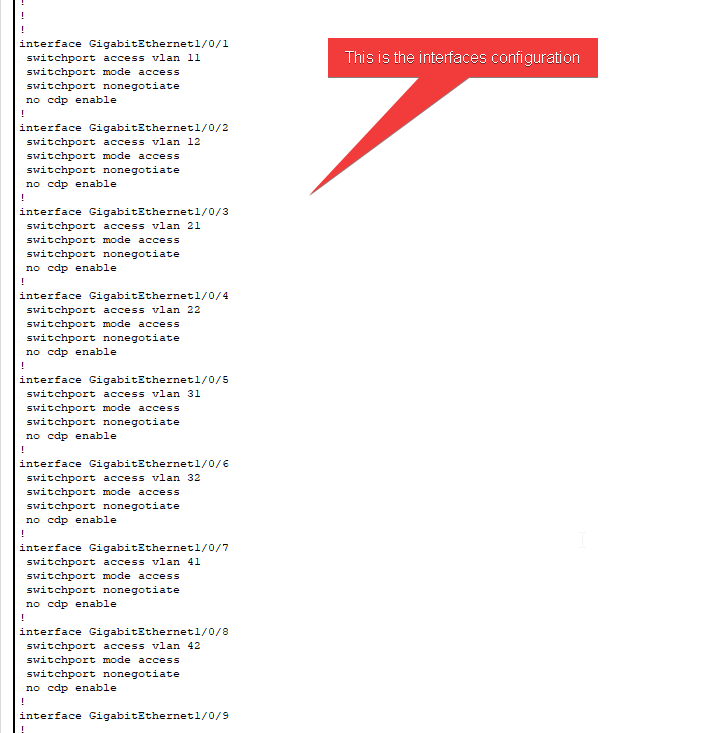 !
!
!
interface GigabitEthernet1/0/1
This is the interfaces configuration
switchport access vlan 11
switchport mode access
switchport nonegotiate
no cdp enable
!
interface GigabitEthernet1/0/2
switchport access vlan 12
switchport mode access
switchport nonegotiate
no cdp enable
!
interface GigabitEthernet1/0/3
switchport access vlan 21
switchport mode access
switchport nonegotiate
no cdp enable
!
interface GigabitEthernet1/0/4
switchport access vlan 22
switchport mode access
switchport nonegotiate
no cdp enable
!
interface GigabitEthernet1/0/5
switchport access vlan 31
switchport mode access
switchport nonegotiate
no cdp enable
!
interface GigabitEthernet1/0/6
switchport access vlan 32
switchport mode access
switchport nonegotiate
no cdp enable
!
interface GigabitEthernet1/0/7
switchport access vlan 41
switchport mode access
switchport nonegotiate
no cdp enable
!
interface GigabitEthernet1/0/8
switchport access vlan 42
switchport mode access
switchport nonegotiate
no cdp enable
!
interface GigabitEthernet1/0/9
!